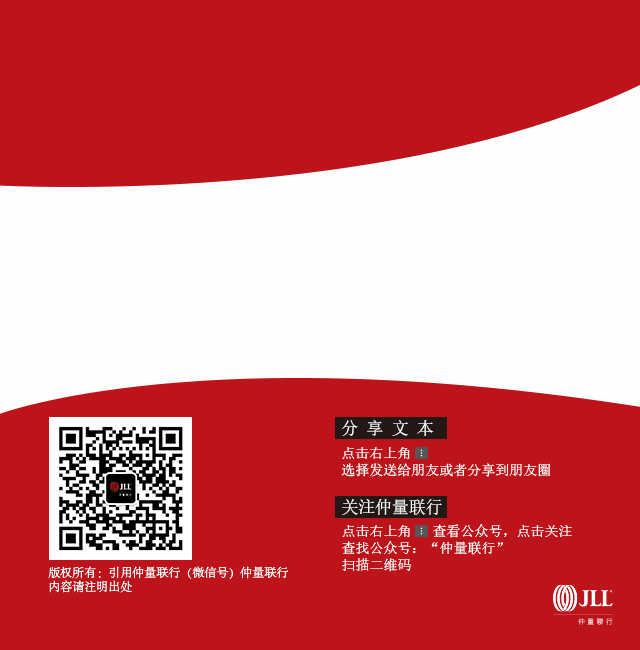 JLL
版权所有：引用仲量联行（微信号）仲量联行
内容请注明出处
分享文本
点击右上角
选择发送给朋友或者分享到朋友圈
关注仲量联行
点击右上角 查看公众号，点击关注
查找公众号：“仲量联行”
扫描二维码
JLL
仲量聯行